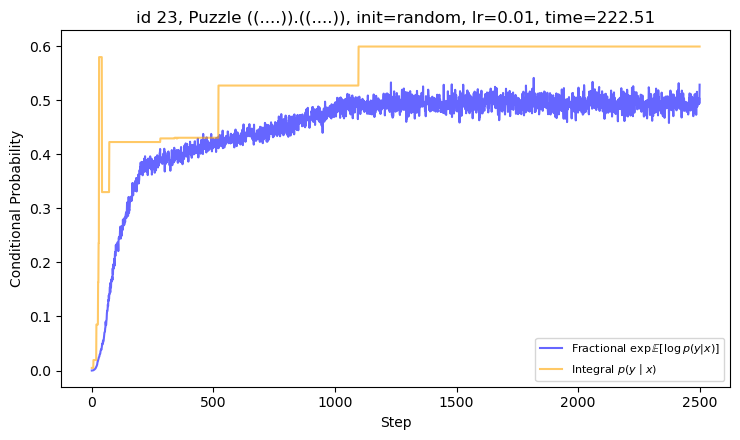 id 23, Puzzle ((....)).((....)), init=random, lr=0.01, time=222.51
Conditional Probability
0.6
0.5
0.4
0.3
0.2
0.1
0.0
Fractional exp𝔼[log p(y|x)]
Integral p(y | x)
0 500 1000 1500 2000 2500
Step